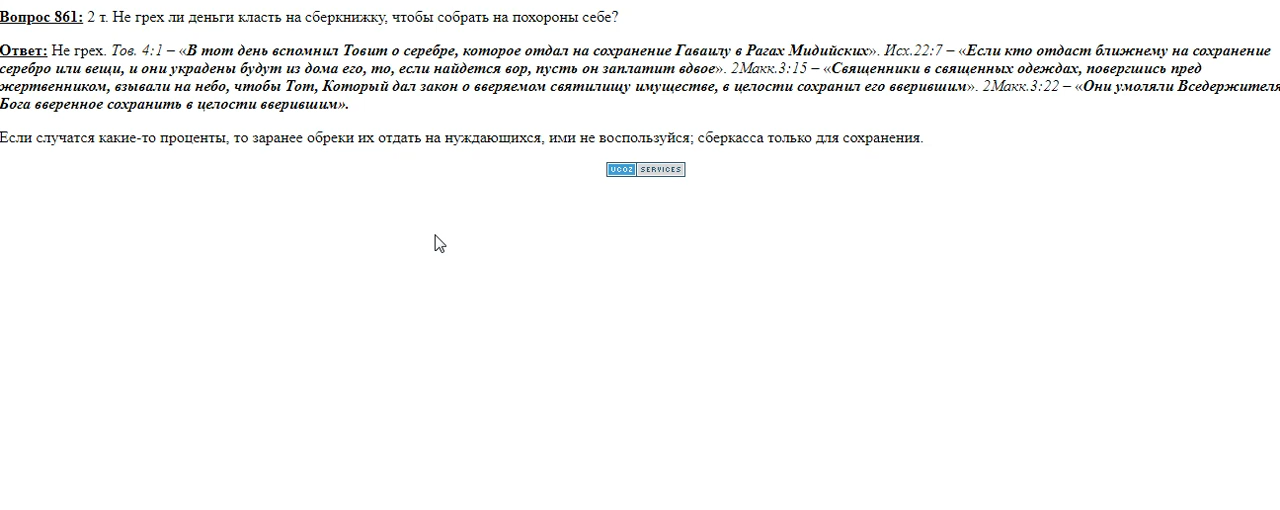 Вопрос 861: 2 т. Не грех ли деньги класть на сберкнижку, чтобы собрать на похороны себе?
Ответ: Не грех. Тов. 4:1 – «В тот день вспомнил Товит о серебре, которое отдал на сохранение Гаваилу в Рагах Мидийских». Исх.22:7 – «Если кто отдаст ближнему на сохранение
серебро или вещи, и они украдены будут из дома его, то, если найдется вор, пусть он заплатит вдвое». 2Макк.3:15 – «Священники в священных одеждах, повергшись пред
жертвенником, взывали на небо, чтобы Тот, Который дал закон о вверяемом святилищу имуществе, в целости сохранил его вверившим». 2Макк.3:22 – «Они умоляли Вседержителя
Бога вверенное сохранить в целости вверившим».
Если случатся какие-то проценты, то заранее обреки их отдать на нуждающихся, ими не воспользуйся; сберкасса только для сохранения.
UCOZ SERVICES